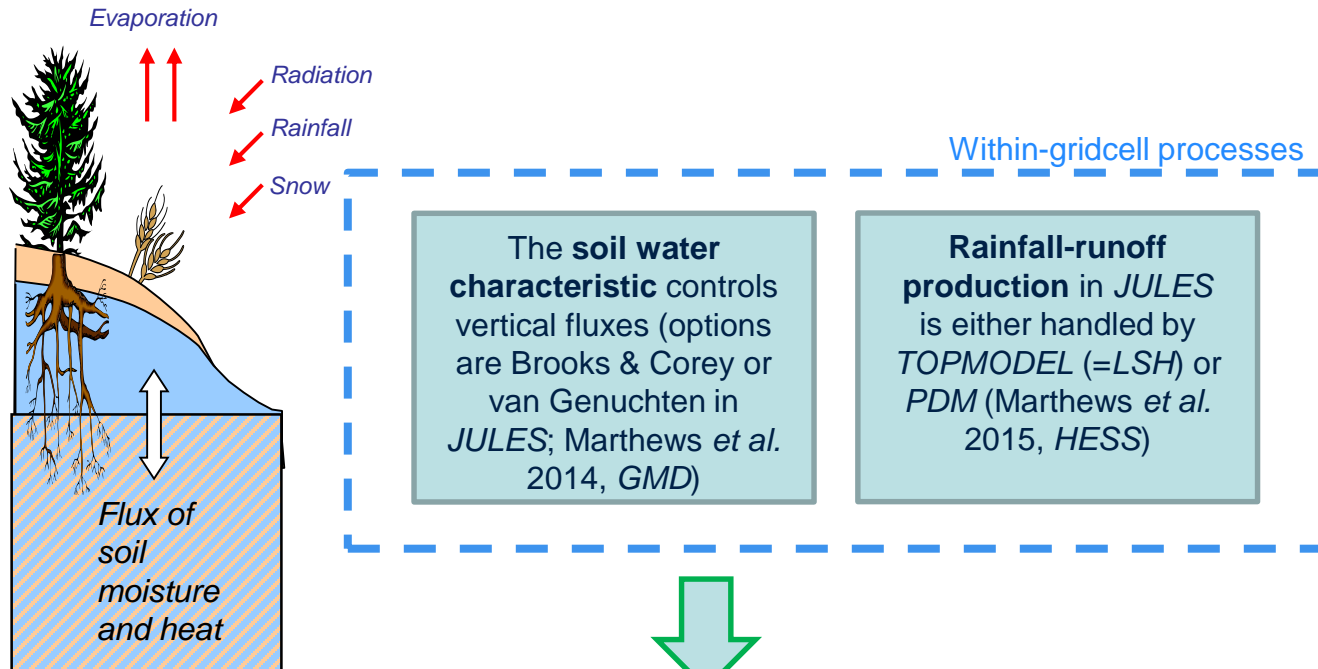 Evaporation
Radiation
Rainfall
Snow
Within-gridcell processes
The soil water
characteristic controls
vertical fluxes (options
are Brooks & Corey or
van Genuchten in
JULES; Marthews et al.
2014, GMD)
Rainfall-runoff
production in JULES
is either handled by
TOPMODEL (=LSH) or
PDM (Marthews et al.
2015, HESS)
Flux of
soil
moisture
and heat